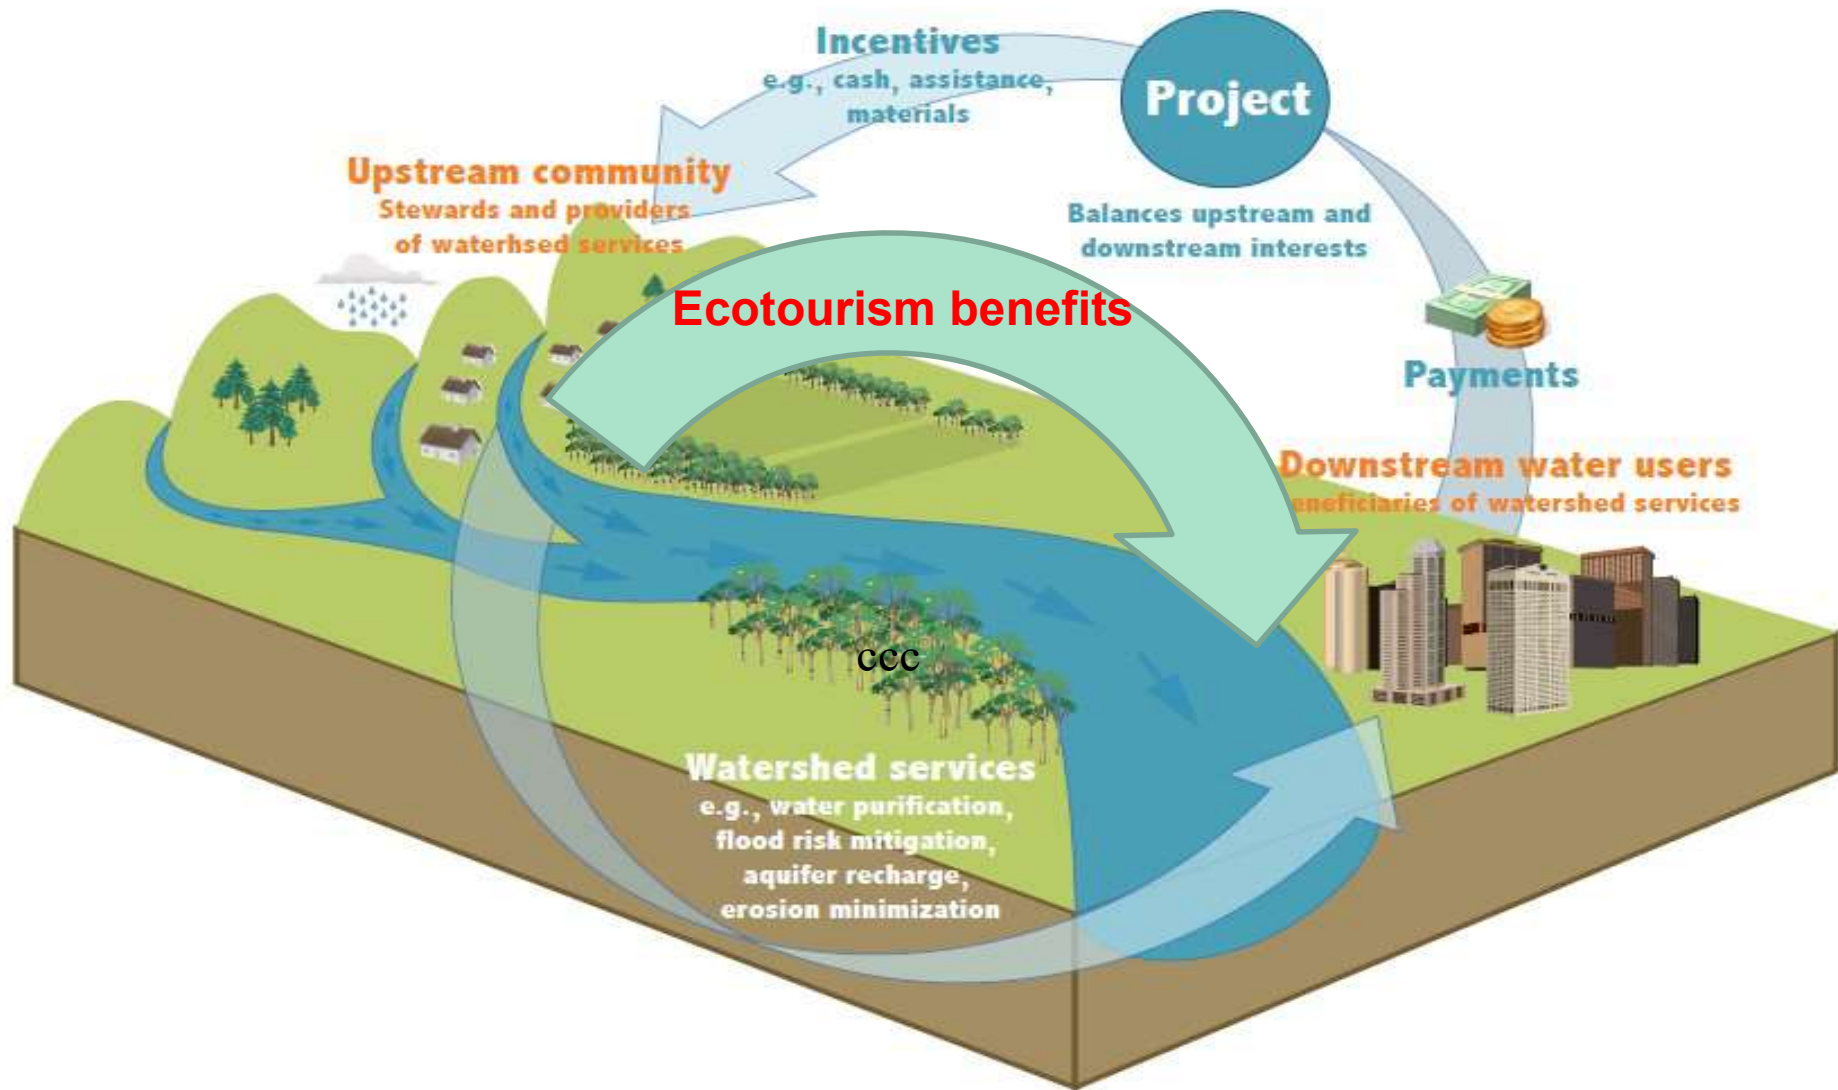 Incentives
e.g., cash, assistance,
materials
Project
Balances upstream and
downstream interests
Upstream community
Stewards and providers
of waterhsed services
Ecotourism benefits
Payments
Downstream water users
eneficiaries of watershed services
ccc
Watershed services
e.g., water purification,
flood risk mitigation,
aquifer recharge,
erosion minimization